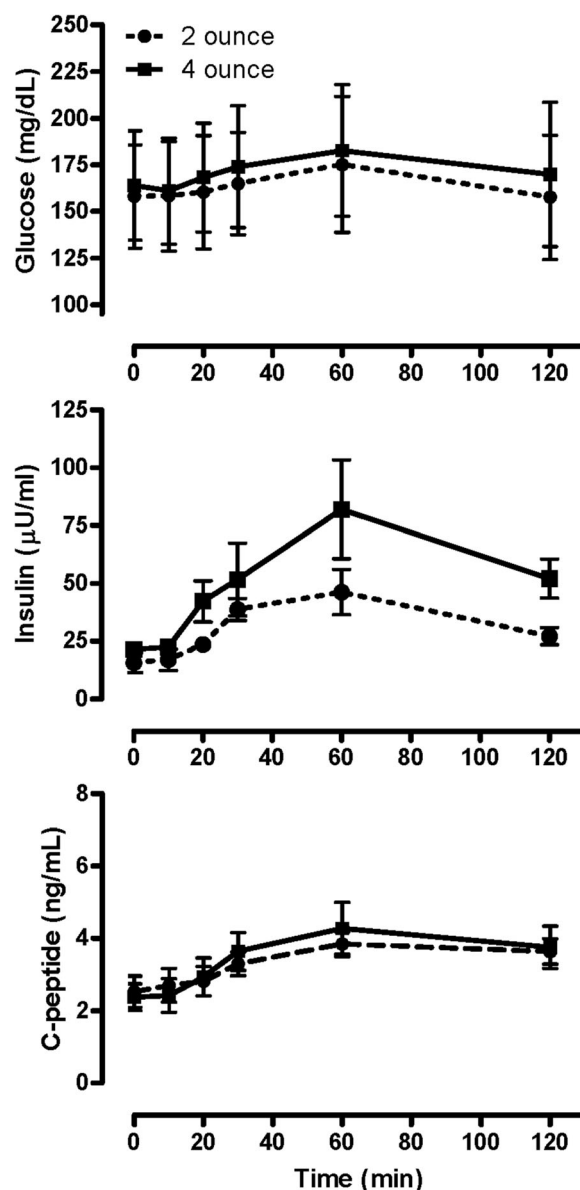 2 ounce
4 ounce
Glucose (mg/dL)
250
225
200
175
150
125
100
0 20 40 60 80 100 120
Insulin (μU/ml)
125
100
75
50
25
0
0 20 40 60 80 100 120
C-peptide (ng/mL)
8
6
4
2
0
0 20 40 60 80 100 120
Time (min)